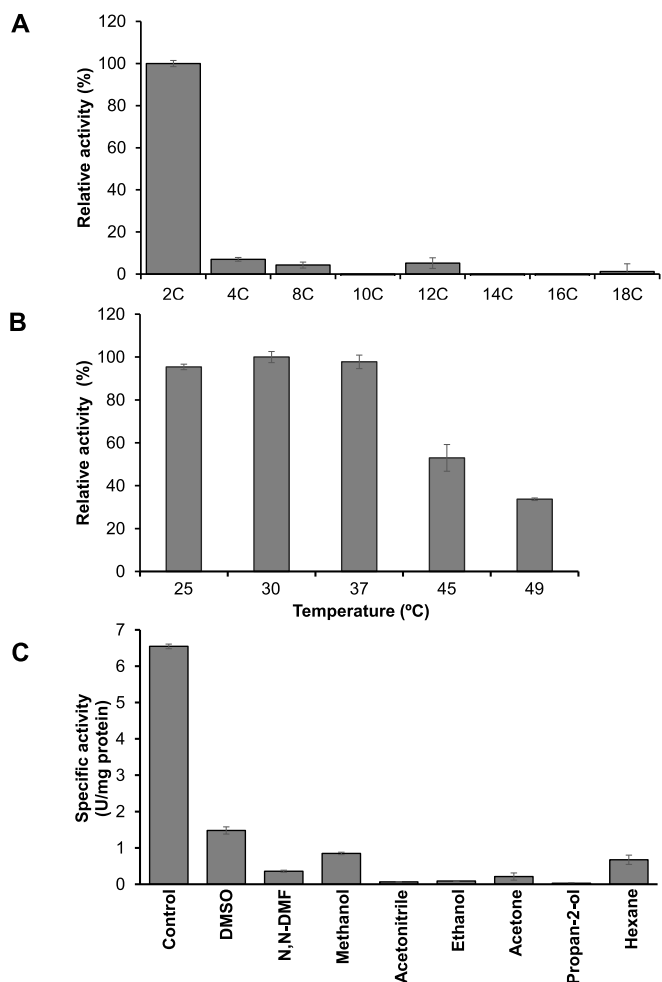 A
Relative activity (%)
120
100
80
60
40
20
0
2C 4C 8C 10C 12C 14C 16C 18C
B
Relative activity (%)
120
100
80
60
40
20
0
25 30 37 45 49
Temperature (ºC)
C
Specific activity
(U/mg protein)
7
6
5
4
3
2
1
0
Control
DMSO
N,N-DMF
Methanol
Acetonitrile
Ethanol
Acetone
Propan-2-ol
Hexane